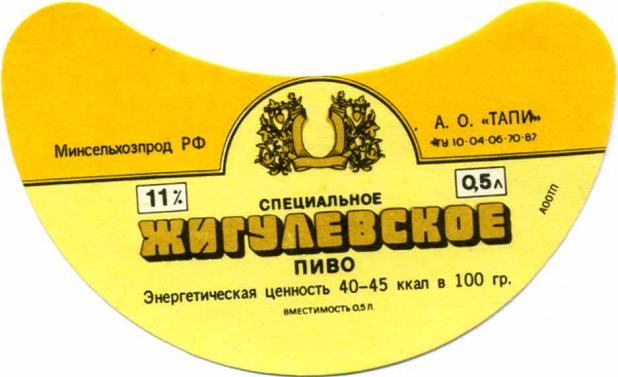 Минсельхозпрод РФ
А. О. «ТАПИ»
ТУ 10-04-06-70-87
11%
0,5 л
СПЕЦИАЛЬНОЕ
ЖИГУЛЕВСКОЕ
ПИВО
Энергетическая ценность 40-45 ккал в 100 гр.
ВМЕСТИМОСТЬ 0,5 Л.
АООТП